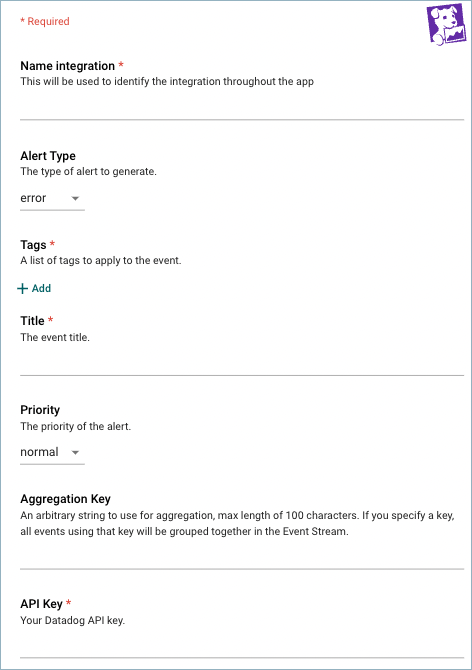 * Required
Name integration *
This will be used to identify the integration throughout the app
Alert Type
The type of alert to generate.
error
Tags *
A list of tags to apply to the event.
+ Add
Title *
The event title.
Priority
The priority of the alert.
normal
Aggregation Key
An arbitrary string to use for aggregation, max length of 100 characters. If you specify a key,
all events using that key will be grouped together in the Event Stream.
API Key *
Your Datadog API key.